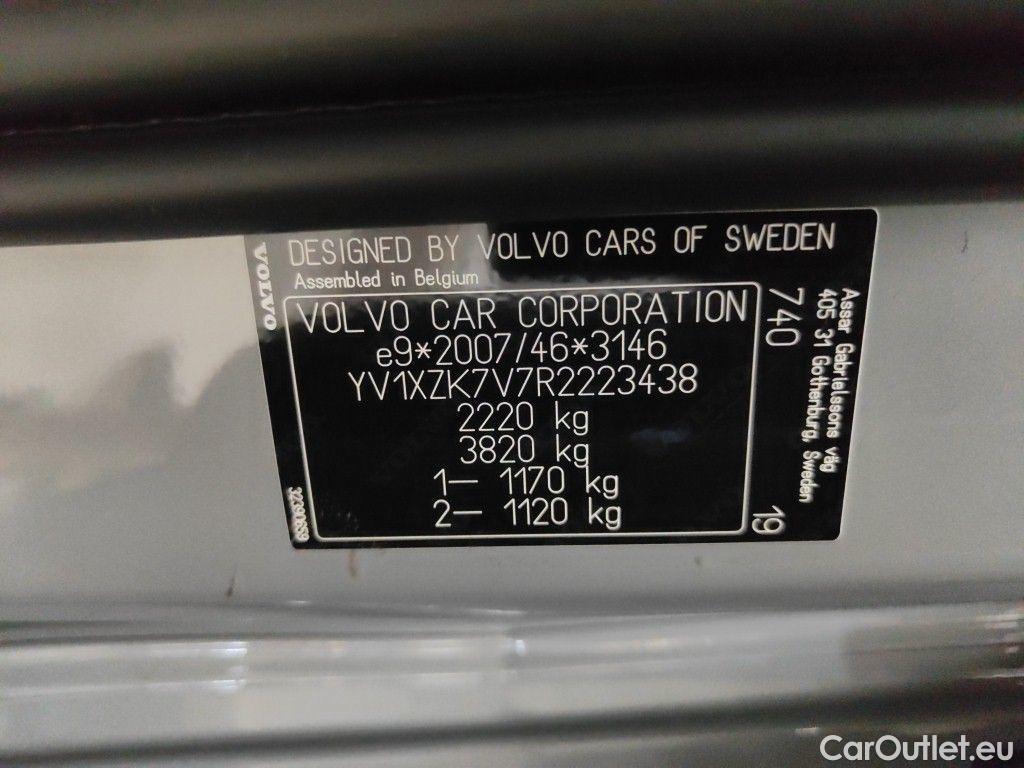 VOLVO
DESIGNED BY VOLVO CARS OF SWEDEN
Assembled in Belgium
VOLVO CAR CORPORATION
e9*2007/46*3146
YV1XZK7V7R2223438
2220 kg
3820 kg
1– 1170 kg
2– 1120 kg
740
19
Assar Gabrielssons väg
405 31 Gothenburg, Sweden
CarOutlet.eu